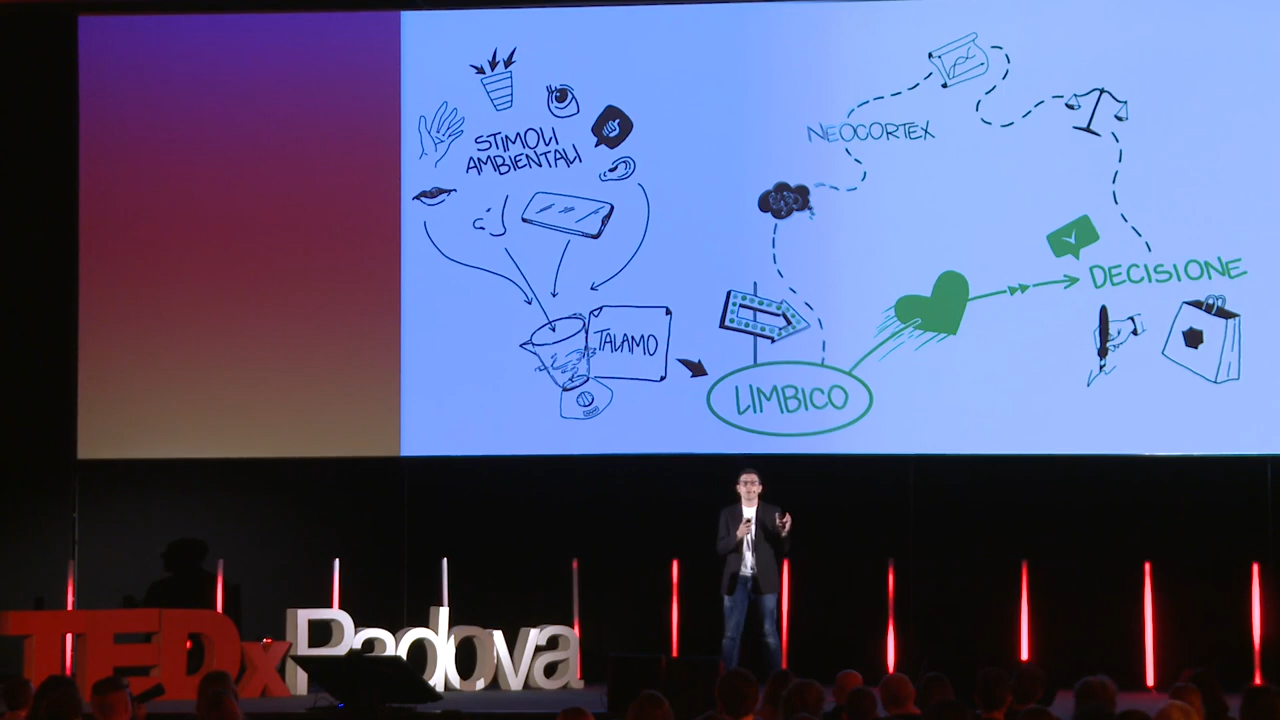 STIMOLI
AMBIENTALI
NEOCORTEX
TALAMO
LIMBICO
DECISIONE
TEDx Padova